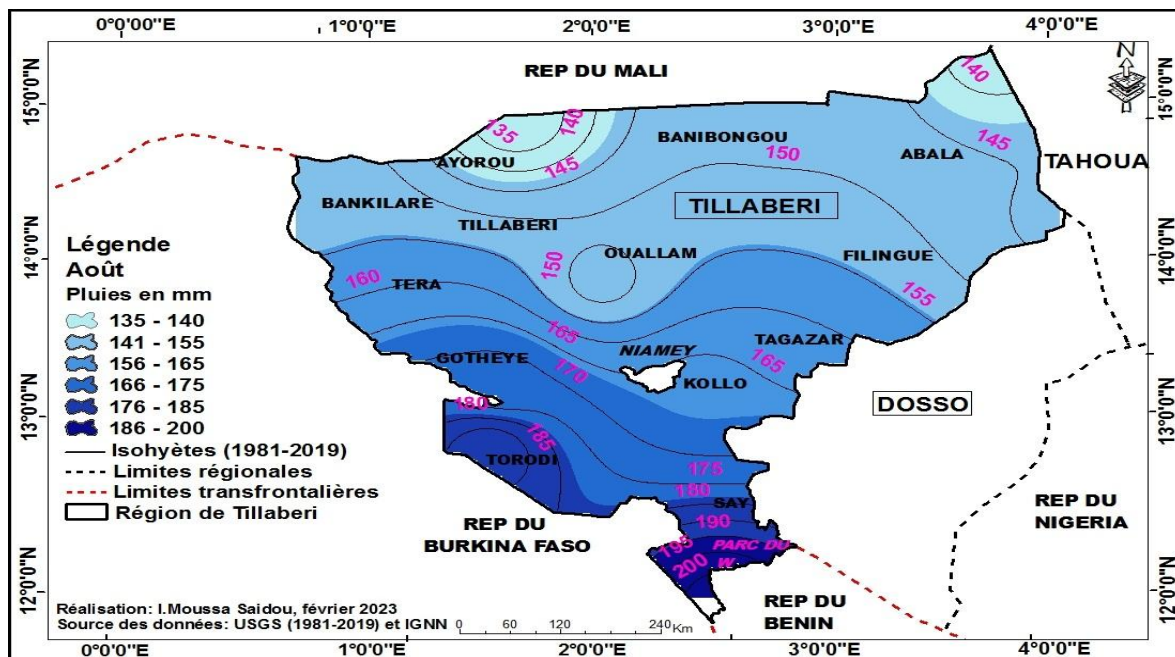 0°0'0"E
1°0'0"E
2°0'0"E
3°0'0"E
4°0'0"E
N
REP DU MALI
140
15°0'0"N
15°0'0"N
135
140
BANIBONGOU
145
150
ABALA
TAHOUA
AYOROU
145
BANKILARE
TILLABERI
TILLABERI
14°0'0"N
14°0'0"N
Légende
Août
Pluies en mm
135 - 140
141 - 155
156 - 165
166 - 175
176 - 185
186 - 200
Isohyètes (1981-2019)
Limites régionales
Limites transfrontalières
Région de Tillaberi
OUALLAM
FILINGUE
150
160
TERA
155
165
TAGAZAR
NIAMEY
165
GOTHEYE
170
KOLLO
13°0'0"N
13°0'0"N
180
DOSSO
185
TORODI
175
180
SAY
190
REP DU
BURKINA FASO
REP DU
NIGERIA
195
PARC DU
W
200
12°0'0"N
12°0'0"N
REP DU
BENIN
Réalisation: I.Moussa Saidou, février 2023
Source des données: USGS (1981-2019) et IGNN
0 60 120 240 Km
0°0'0"E
1°0'0"E
2°0'0"E
3°0'0"E
4°0'0"E